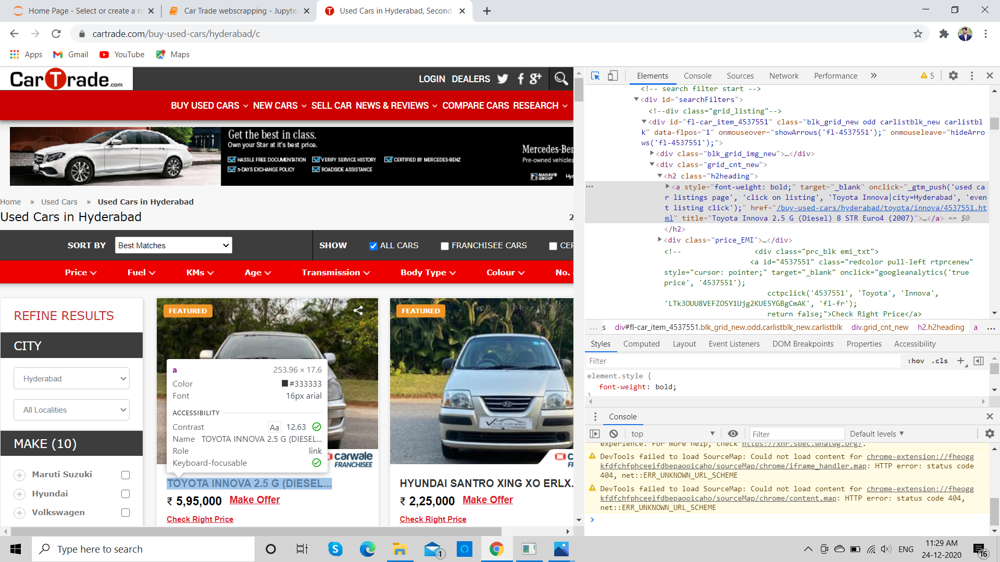 Home Page - Select or create a n
Car Trade webscrapping - Jupyte
Used Cars in Hyderabad, Second
cartrade.com/buy-used-cars/hyderabad/c
Apps
Gmail
YouTube
Maps
CarTrade.com
LOGIN DEALERS
BUY USED CARS NEW CARS SELL CAR NEWS & REVIEWS COMPARE CARS RESEARCH
Get the best in class.
Own your Star at it's best price.
HASSLE FREE DOCUMENTATION VERIFY SERVICE HISTORY CERTIFIED BY MERCEDES-BENZ
5-DAYS EXCHANGE POLICY ROADSIDE ASSISTANCE
Mercedes-Ben
Pre-owned vehicles
MAHAVIR
GROUP
Home » Used Cars » Used Cars in Hyderabad
Used Cars in Hyderabad
2
SORT BY Best Matches SHOW ALL CARS FRANCHISEE CARS CER
Price Fuel KMs Age Transmission Body Type Colour No.
REFINE RESULTS
CITY
Hyderabad
All Localities
MAKE (10)
Maruti Suzuki
Hyundai
Volkswagen
FEATURED
a 253.96 × 17.6
Color #333333
Font 16px arial
ACCESSIBILITY
Contrast Aa 12.63
Name TOYOTA INNOVA 2.5 G (DIESEL...
Role link
Keyboard-focusable
carwale
FRANCHISEE
TOYOTA INNOVA 2.5 G (DIESEL...
₹ 5,95,000 Make Offer
Check Right Price
FEATURED
VALUE CAR MART
HYUNDAI SANTRO XING XO ERLX.
₹ 2,25,000 Make Offer
Check Right Price
Elements Console Sources Network Performance » 5
<!-- search filter start -->
<div id="searchFilters">
<!--div class="grid_listing"-->
<div id="fl-car_item_4537551" class="blk_grid_new odd carlistblk_new carlistbl
k" data-flpos="1" onmouseover="showArrows('fl-4537551');" onmouseleave="hideArro
ws('fl-4537551');">
<div class="blk_grid_img_new">…</div>
<div class="grid_cnt_new">
<h2 class="h2heading">
<a style="font-weight: bold;" target="_blank" onclick="_gtm_push('used ca
r listings page', 'click on listing', 'Toyota Innova|city=Hyderabad', 'even
t listing click');" href="/buy-used-cars/hyderabad/toyota/innova/4537551.ht
ml" title="Toyota Innova 2.5 G (Diesel) 8 STR Euro4 (2007)">…</a> == $0
</h2>
<div class="price_EMI">…</div>
<!-- <div class="prc_blk emi_txt">
<a id="4537551" class="redcolor pull-left rtprcenew"
style="cursor: pointer;" target="_blank" onclick="googleanalytics('true
price', '4537551');
cctpclick('4537551', 'Toyota', 'Innova',
'LTk3OUU8VEFZOSY1Ujg2KUE5YGBgCmAK', 'fl-fr');
return false;">Check Right Price</a>
... s div#fl-car_item_4537551.blk_grid_new.odd.carlistblk_new.carlistblk div.grid_cnt_new h2.h2heading a ...
Styles Computed Layout Event Listeners DOM Breakpoints Properties Accessibility
Filter :hov .cls +
element.style {
font-weight: bold;
}
Console
top Filter Default levels
experience. For more help, check https://xhr.spec.whatwg.org/.
DevTools failed to load SourceMap: Could not load content for chrome-extension://fheogg
kfdfchfphceeifdbepaooicaho/sourceMap/chrome/iframe_handler.map: HTTP error: status code
404, net::ERR_UNKNOWN_URL_SCHEME
DevTools failed to load SourceMap: Could not load content for chrome-extension://fheogg
kfdfchfphceeifdbepaooicaho/sourceMap/chrome/content.map: HTTP error: status code 404,
net::ERR_UNKNOWN_URL_SCHEME
Type here to search
1
ENG
11:29 AM
24-12-2020
16